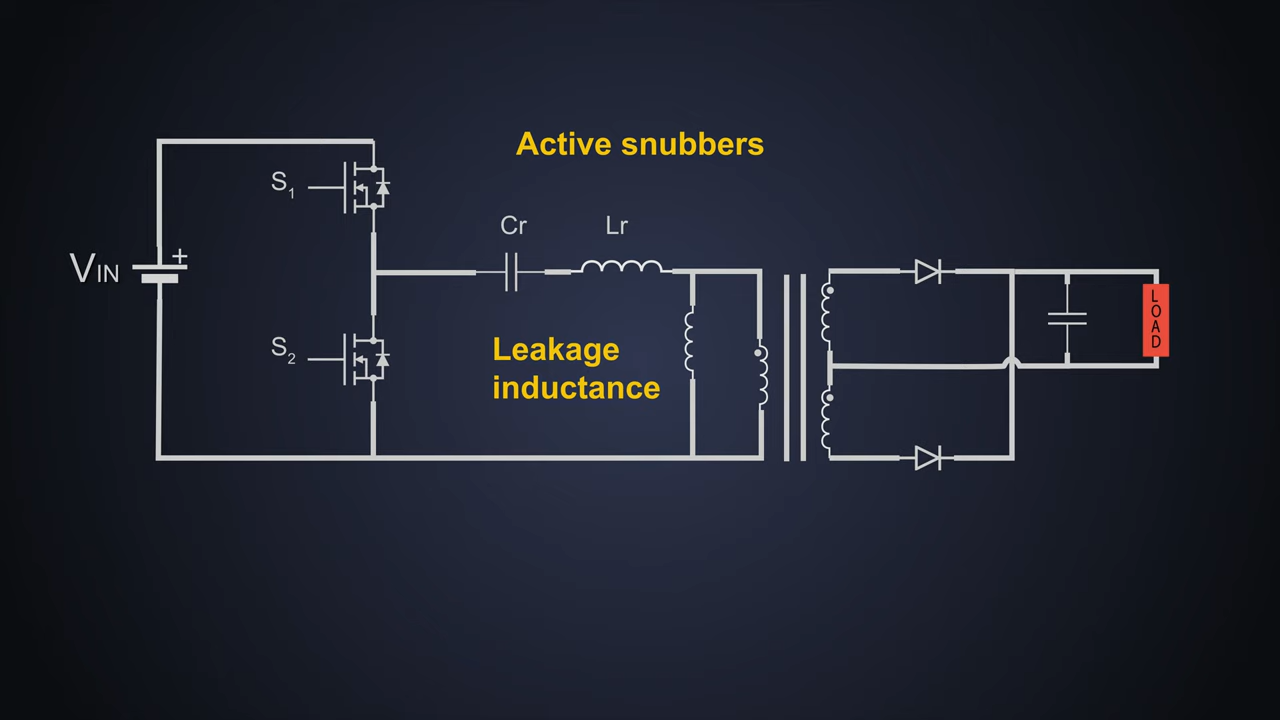 Active snubbers
S1
Cr
Lr
VIN
+
S2
Leakage
inductance
LOAD